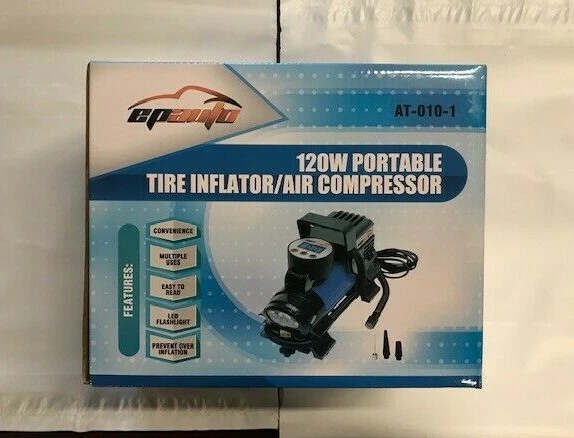 epauto
AT-010-1
120W PORTABLE
TIRE INFLATOR/AIR COMPRESSOR
FEATURES:
CONVENIENCE
MULTIPLE
USES
EASY TO
READ
LED
FLASHLIGHT
PREVENT OVER
INFLATION